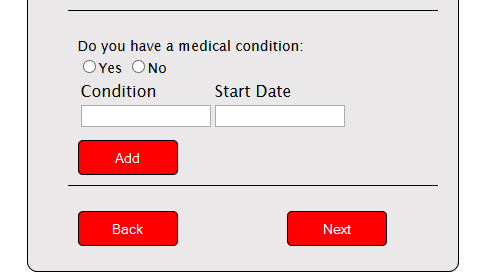 Do you have a medical condition:
Yes No
Condition Start Date
Add
Back Next